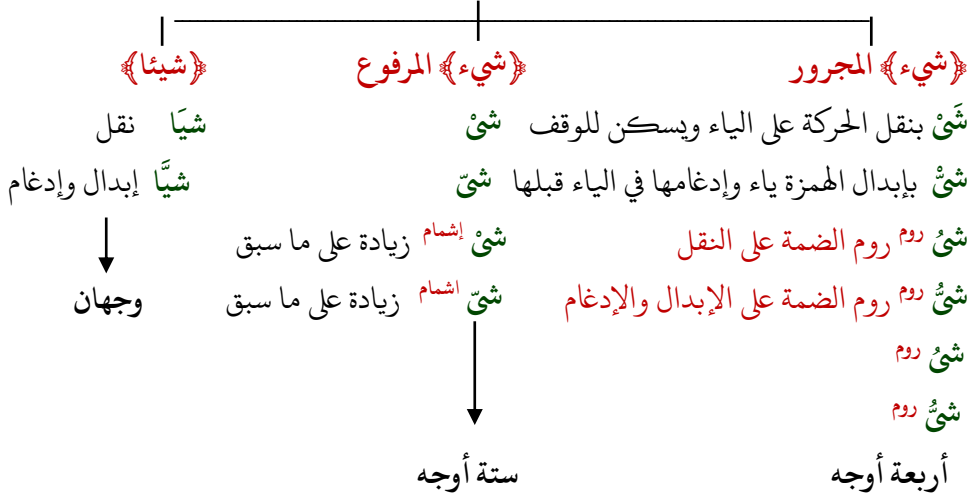 ﴿شيء﴾ المجرور ﴿شيء﴾ المرفوع ﴿شيئا﴾
شَىْ بنقل الحركة على الياء ويسكن للوقف شىْ شيَا نقل
شىّْ بإبدال الهمزة ياء وإدغامها في الياء قبلها شىّ شيَّا إبدال وإدغام
شىُ روم روم الضمة على النقل شىْ إشمام زيادة على ما سبق
شىُّ روم روم الضمة على الإبدال والإدغام شىّ اشمام زيادة على ما سبق وجهان
شىُ روم
شىُّ روم
أربعة أوجه ستة أوجه